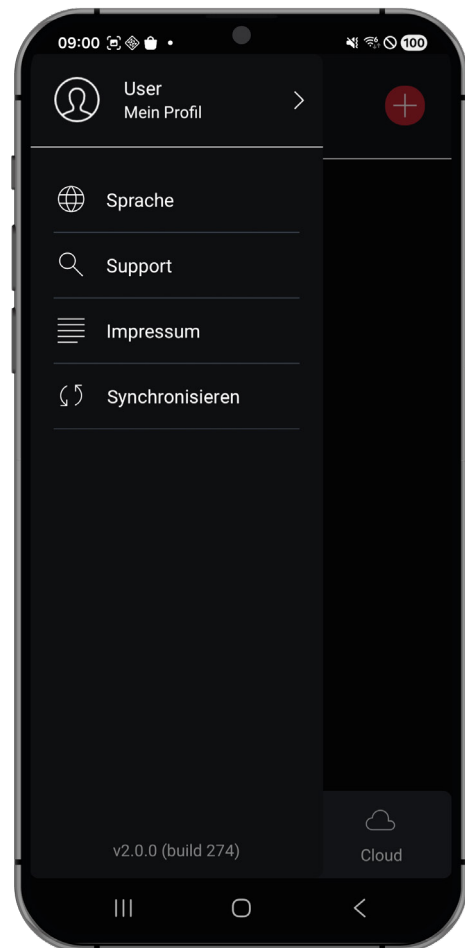 09:00
100
User
Mein Profil
Sprache
Support
Impressum
Synchronisieren
v2.0.0 (build 274)
Cloud